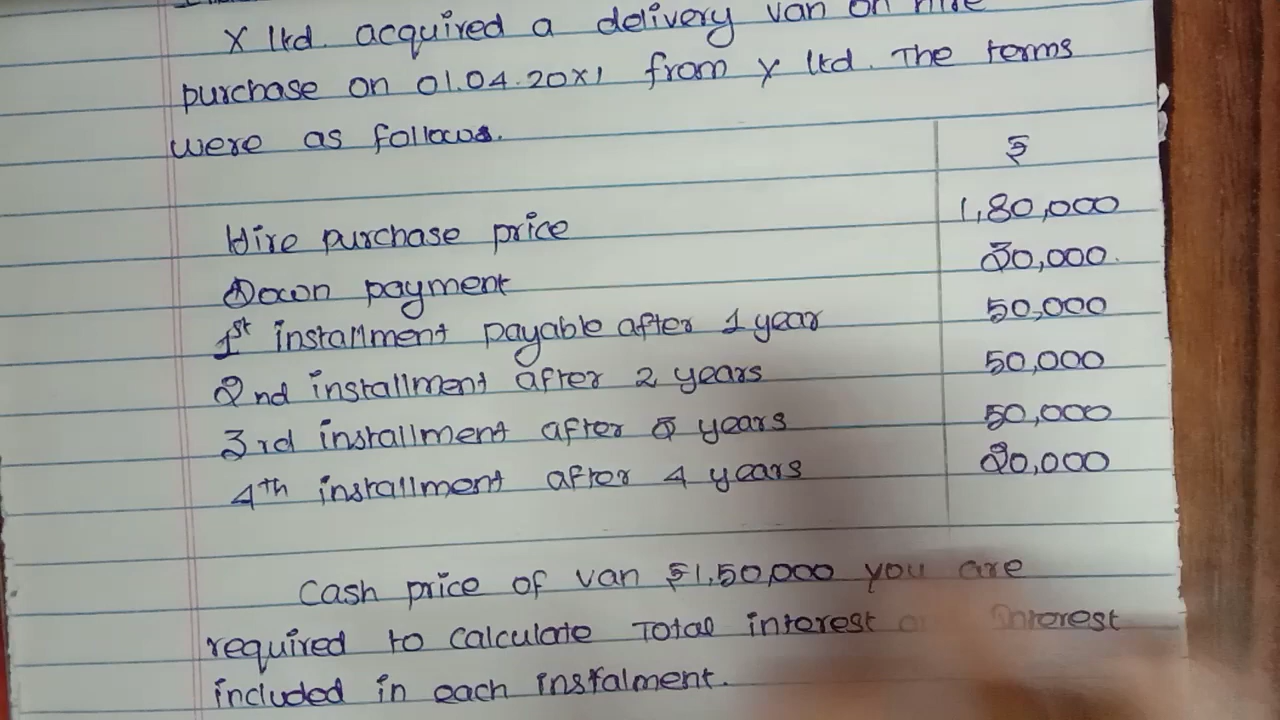 X ltd. acquired a delivery van on hire
purchase on 01.04.20x1 from Y ltd. The terms
were as follows.
₹
Hire purchase price 1,80,000
Down payment 30,000.
1st installment payable after 1 year 50,000
2nd installment after 2 years 50,000
3rd installment after 3 years 50,000
4th installment after 4 years 20,000
Cash price of van ₹1,50,000 you are
required to calculate Total interest interest
included in each instalment.